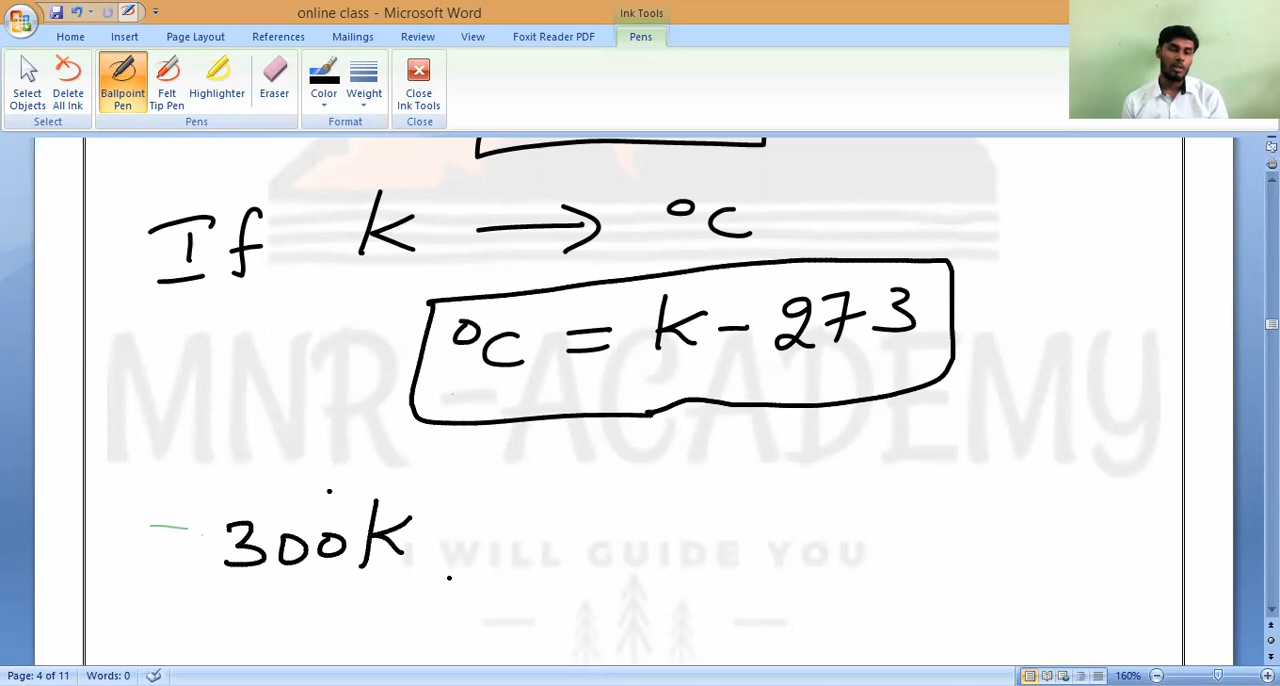 online class - Microsoft Word
Ink Tools
Home Insert Page Layout References Mailings Review View Foxit Reader PDF Pens
Select Objects
Delete All Ink
Ballpoint Pen
Felt Tip Pen
Highlighter
Eraser
Color
Weight
Close Ink Tools
Select Pens Format Close
If k → °C
°C = k - 273
MNR-ACADEMY
300k
I WILL GUIDE YOU
Page: 4 of 11 Words: 0 160%